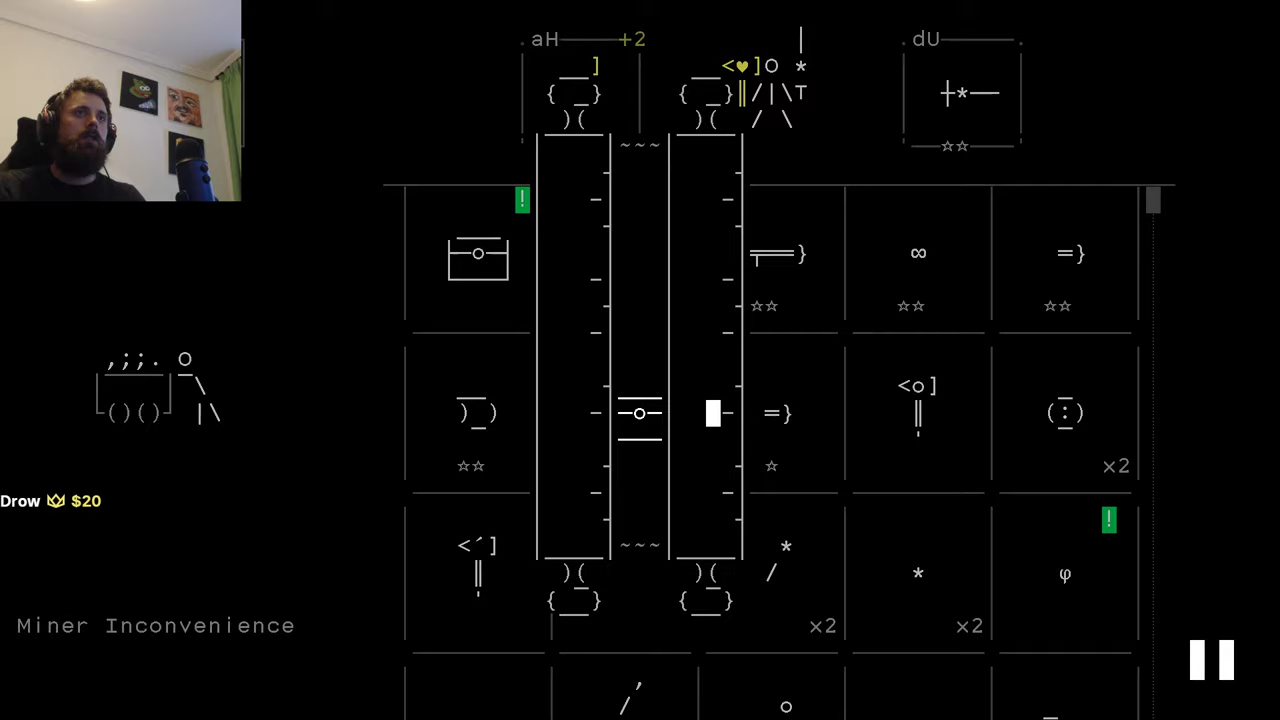 aH +2
dU
Drow $20
Miner Inconvenience
×2
×2
×2
!
!